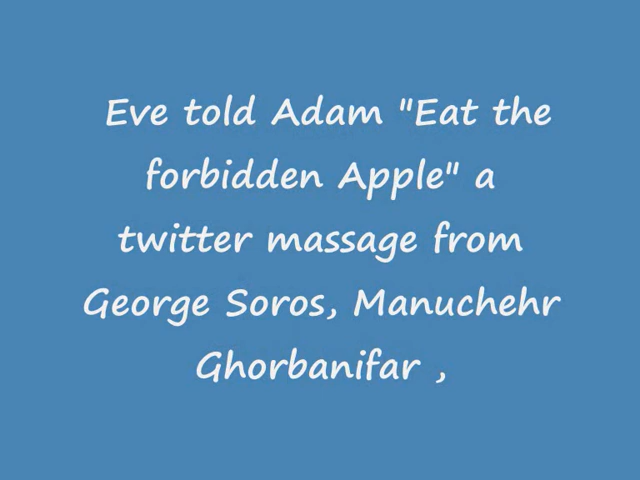 Eve told Adam "Eat the
forbidden Apple" a
twitter massage from
George Soros, Manuchehr
Ghorbanifar ,